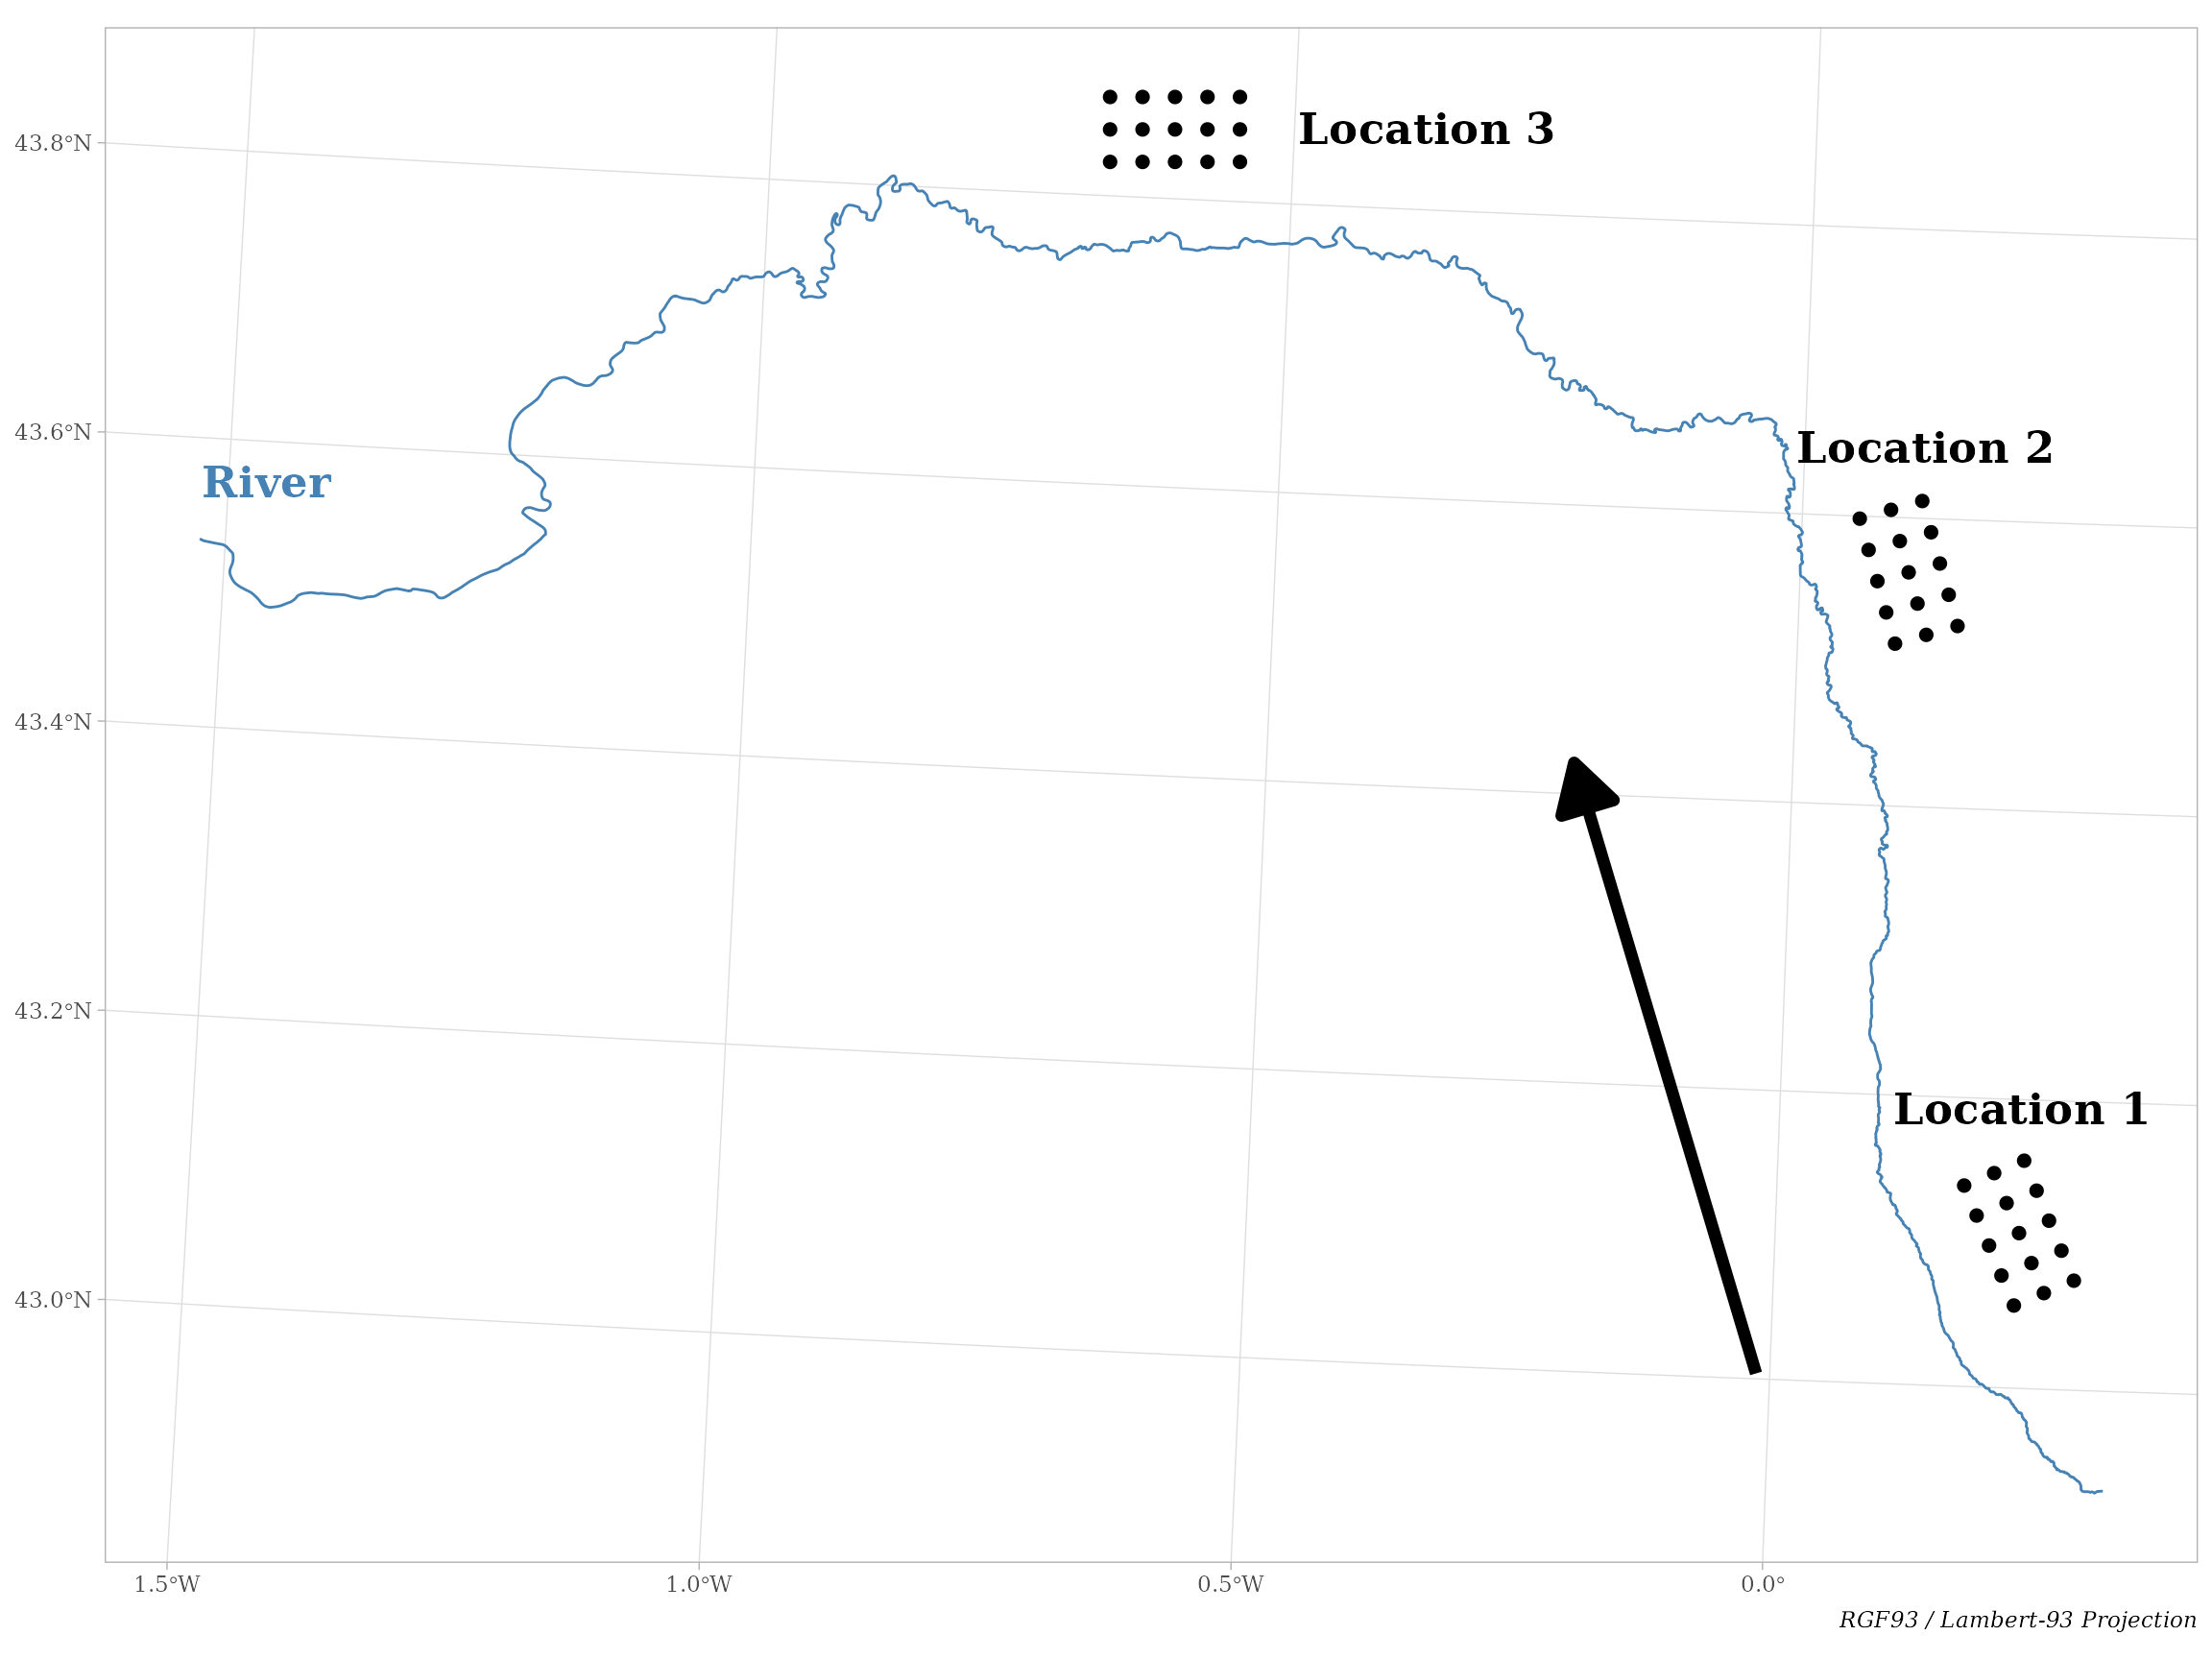 43.8°N
Location 3
43.6°N
Location 2
River
43.4°N
43.2°N
Location 1
43.0°N
1.5°W
1.0°W
0.5°W
0.0°
RGF93 / Lambert-93 Projection